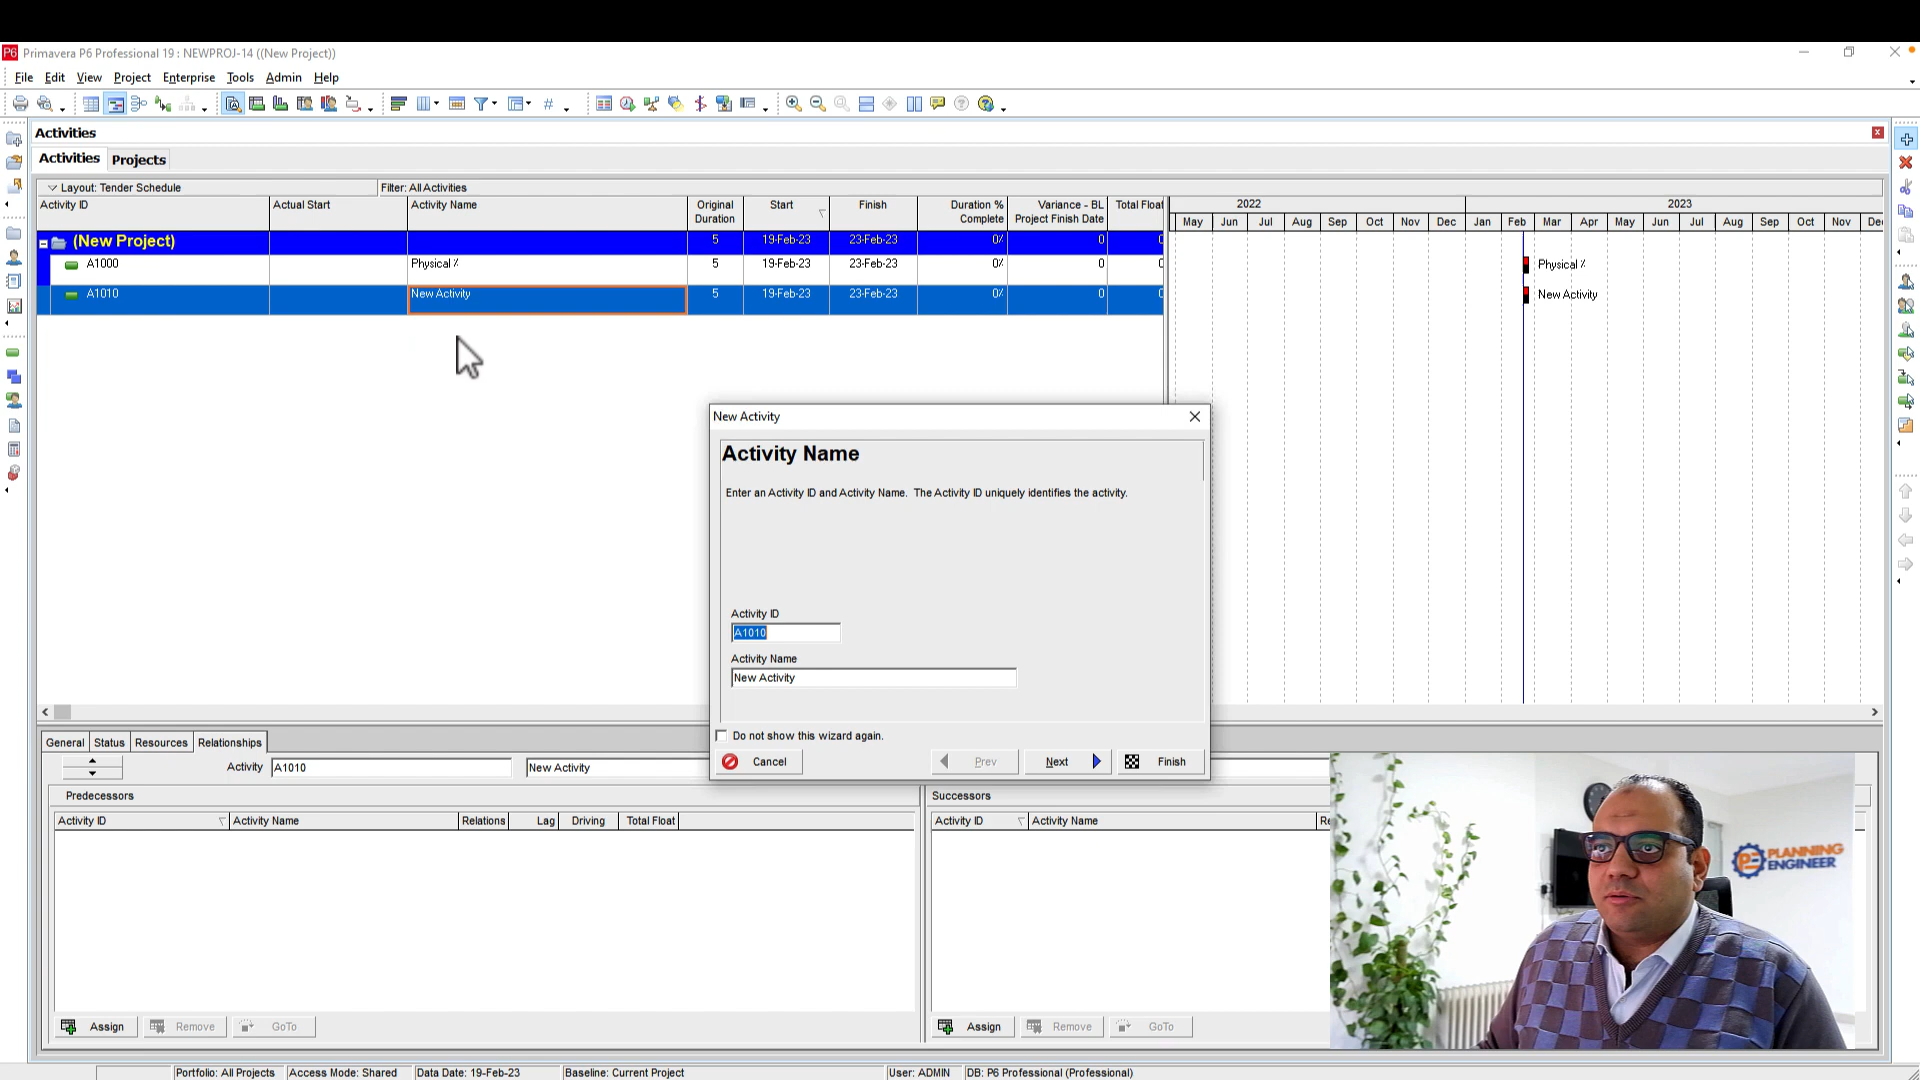 Primavera P6 Professional 19 : NEWPROJ-14 ((New Project))
File Edit View Project Enterprise Tools Admin Help
Activities
Activities Projects
Layout: Tender Schedule Filter: All Activities
Activity ID Actual Start Activity Name Original Duration Start Finish Duration % Complete Variance - BL Project Finish Date Total Float
2022 2023
May Jun Jul Aug Sep Oct Nov Dec Jan Feb Mar Apr May Jun Jul Aug Sep Oct Nov De
(New Project) 5 19-Feb-23 23-Feb-23 0% 0 0
A1000 Physical % 5 19-Feb-23 23-Feb-23 0% 0 0 Physical %
A1010 New Activity 5 19-Feb-23 23-Feb-23 0% 0 0 New Activity
New Activity
Activity Name
Enter an Activity ID and Activity Name. The Activity ID uniquely identifies the activity.
Activity ID
A1010
Activity Name
New Activity
Do not show this wizard again.
Cancel Prev Next Finish
General Status Resources Relationships
Activity A1010 New Activity
Predecessors Successors
Activity ID Activity Name Relations Lag Driving Total Float Activity ID Activity Name Re
PLANNING
ENGINEER
Assign Remove GoTo Assign Remove GoTo
Portfolio: All Projects Access Mode: Shared Data Date: 19-Feb-23 Baseline: Current Project User: ADMIN DB: P6 Professional (Professional)